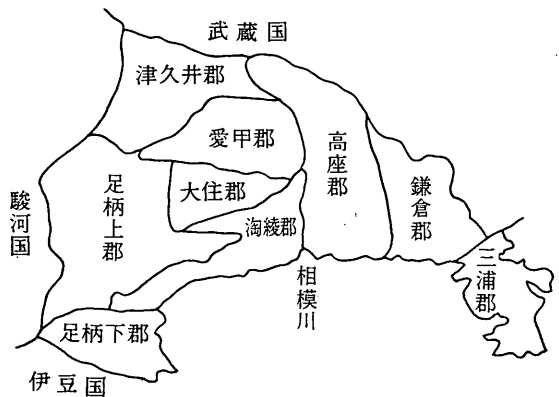 武蔵国
津久井郡
愛甲郡
高座郡
鎌倉郡
足柄上郡
大住郡
淘綾郡
駿河国
三浦郡
相模川
足柄下郡
伊豆国